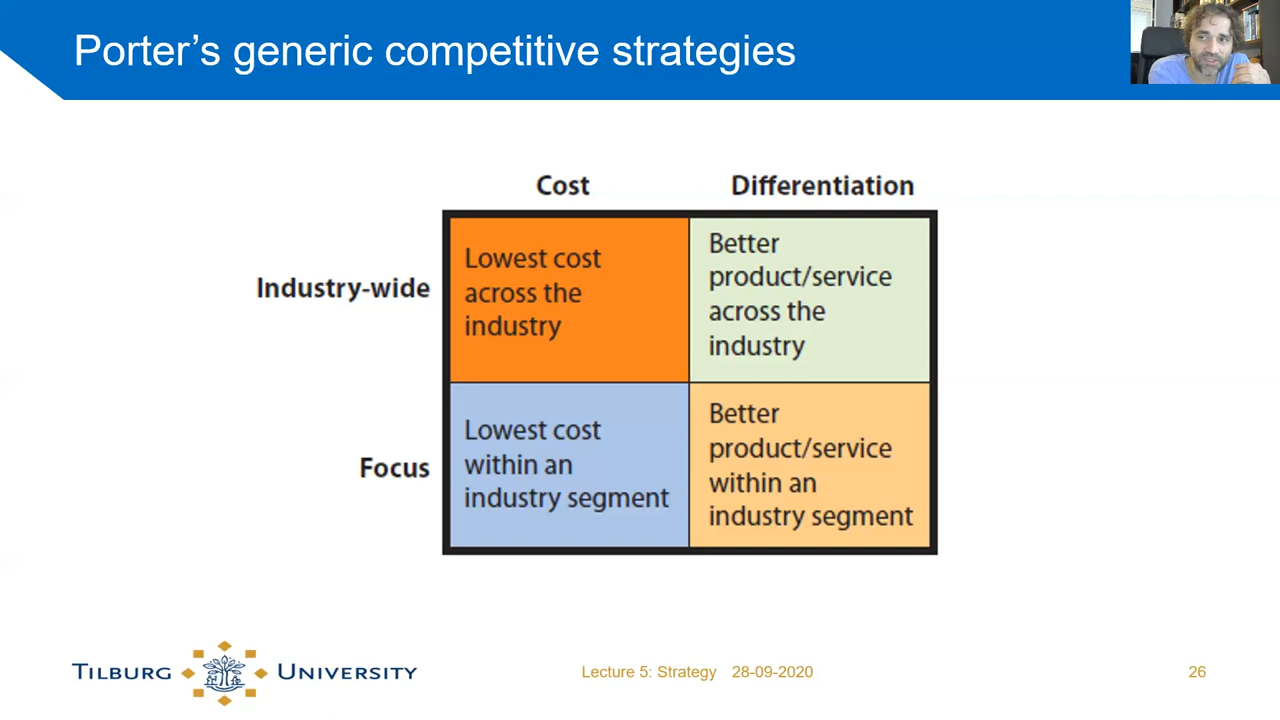 Porter's generic competitive strategies
Cost
Differentiation
Industry-wide
Lowest cost
across the
industry
Better
product/service
across the
industry
Focus
Lowest cost
within an
industry segment
Better
product/service
within an
industry segment
TILBURG UNIVERSITY
Lecture 5: Strategy 28-09-2020
26